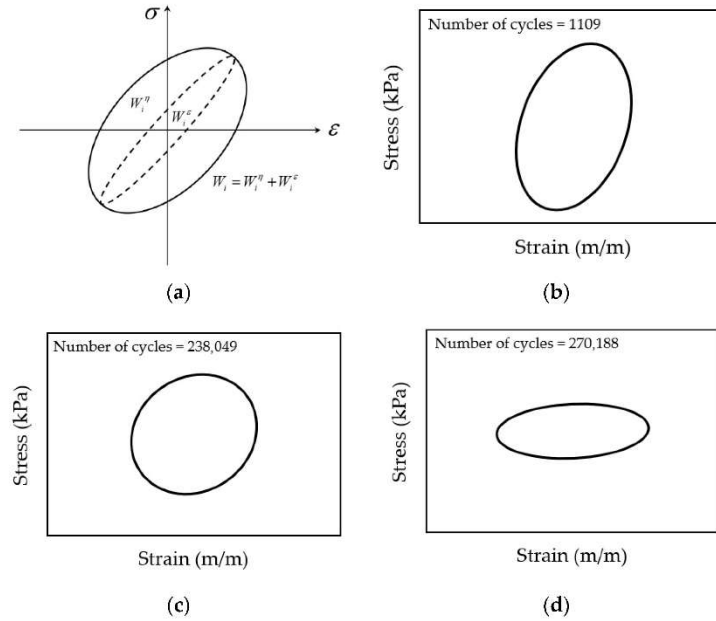 σ
ε
W_i^η
W_i^ε
W_i = W_i^η + W_i^ε
(a)
Number of cycles = 1109
Stress (kPa)
Strain (m/m)
(b)
Number of cycles = 238,049
Stress (kPa)
Strain (m/m)
(c)
Number of cycles = 270,188
Stress (kPa)
Strain (m/m)
(d)